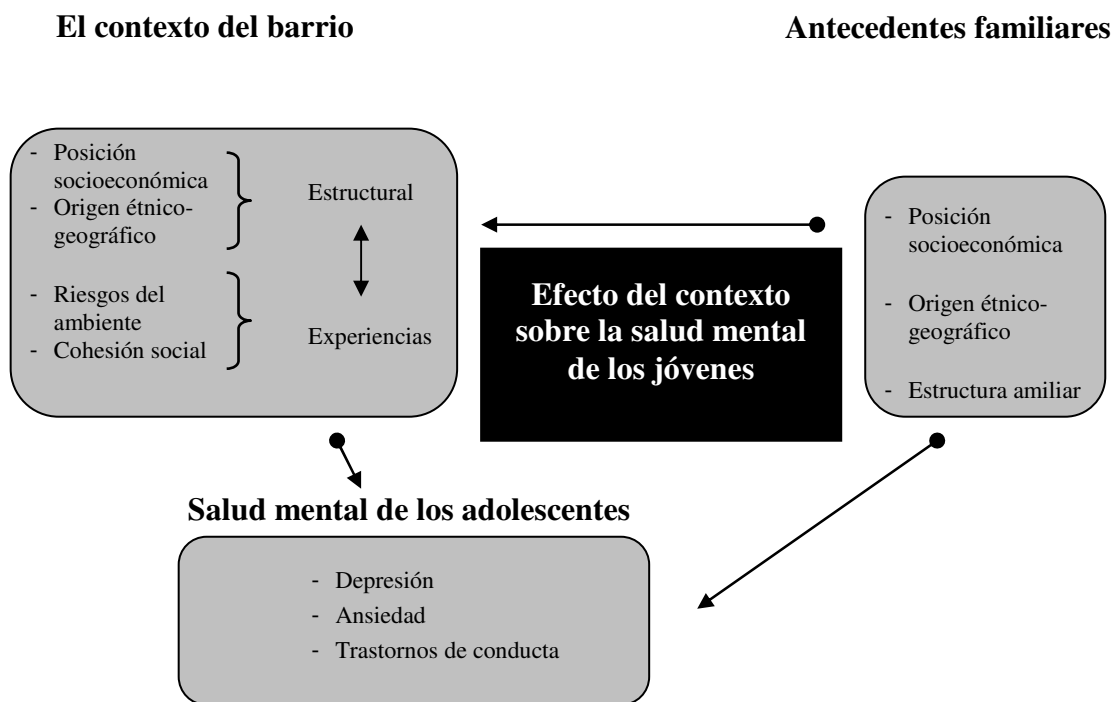 El contexto del barrio
Antecedentes familiares
- Posición
socioeconómica
- Origen étnico-
geográfico
Estructural
- Riesgos del
ambiente
- Cohesión social
Experiencias
Efecto del contexto
sobre la salud mental
de los jóvenes
- Posición
socioeconómica
- Origen étnico-
geográfico
- Estructura amiliar
Salud mental de los adolescentes
- Depresión
- Ansiedad
- Trastornos de conducta